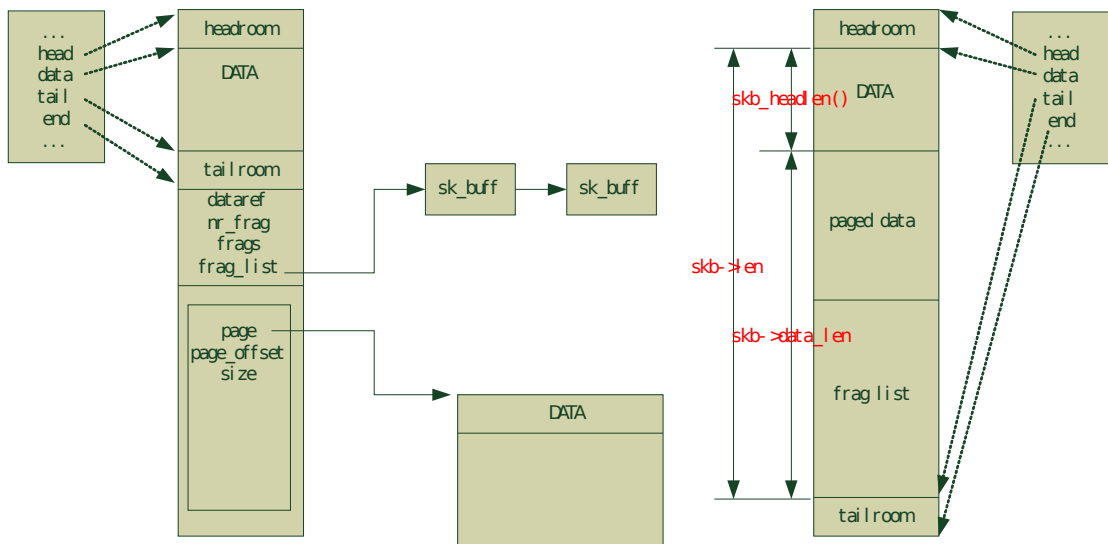 ...
head
data
tail
end
...
headroom
DATA
tailroom
dataref
nr_frag
frags
frag_list
page
page_offset
size
sk_buff
sk_buff
DATA
skb_headlen()
skb->len
skb->data_len
headroom
DATA
paged data
frag list
tailroom
...
head
data
tail
end
...